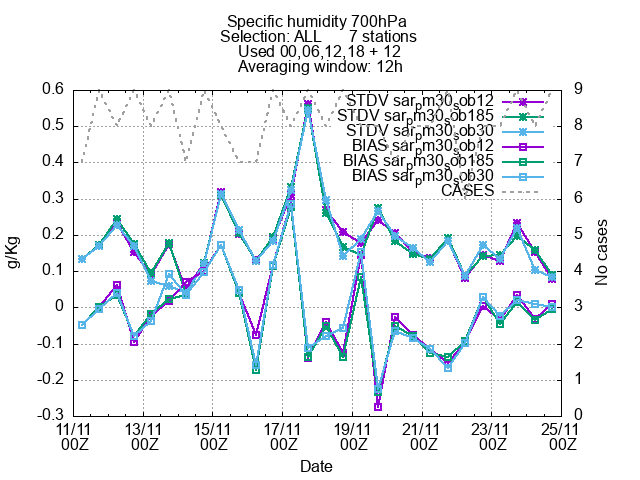 Specific humidity 700hPa
Selection: ALL 7 stations
Used 00,06,12,18 + 12
Averaging window: 12h
STDV sar_pm30_sob12
STDV sar_pm30_sob185
STDV sar_pm30_sob30
BIAS sar_pm30_sob12
BIAS sar_pm30_sob185
BIAS sar_pm30_sob30
CASES
0.6
0.5
0.4
0.3
0.2
0.1
0
-0.1
-0.2
-0.3
g/Kg
9
8
7
6
5
4
3
2
1
0
No cases
11/11 13/11 15/11 17/11 19/11 21/11 23/11 25/11
00Z 00Z 00Z 00Z 00Z 00Z 00Z 00Z
Date